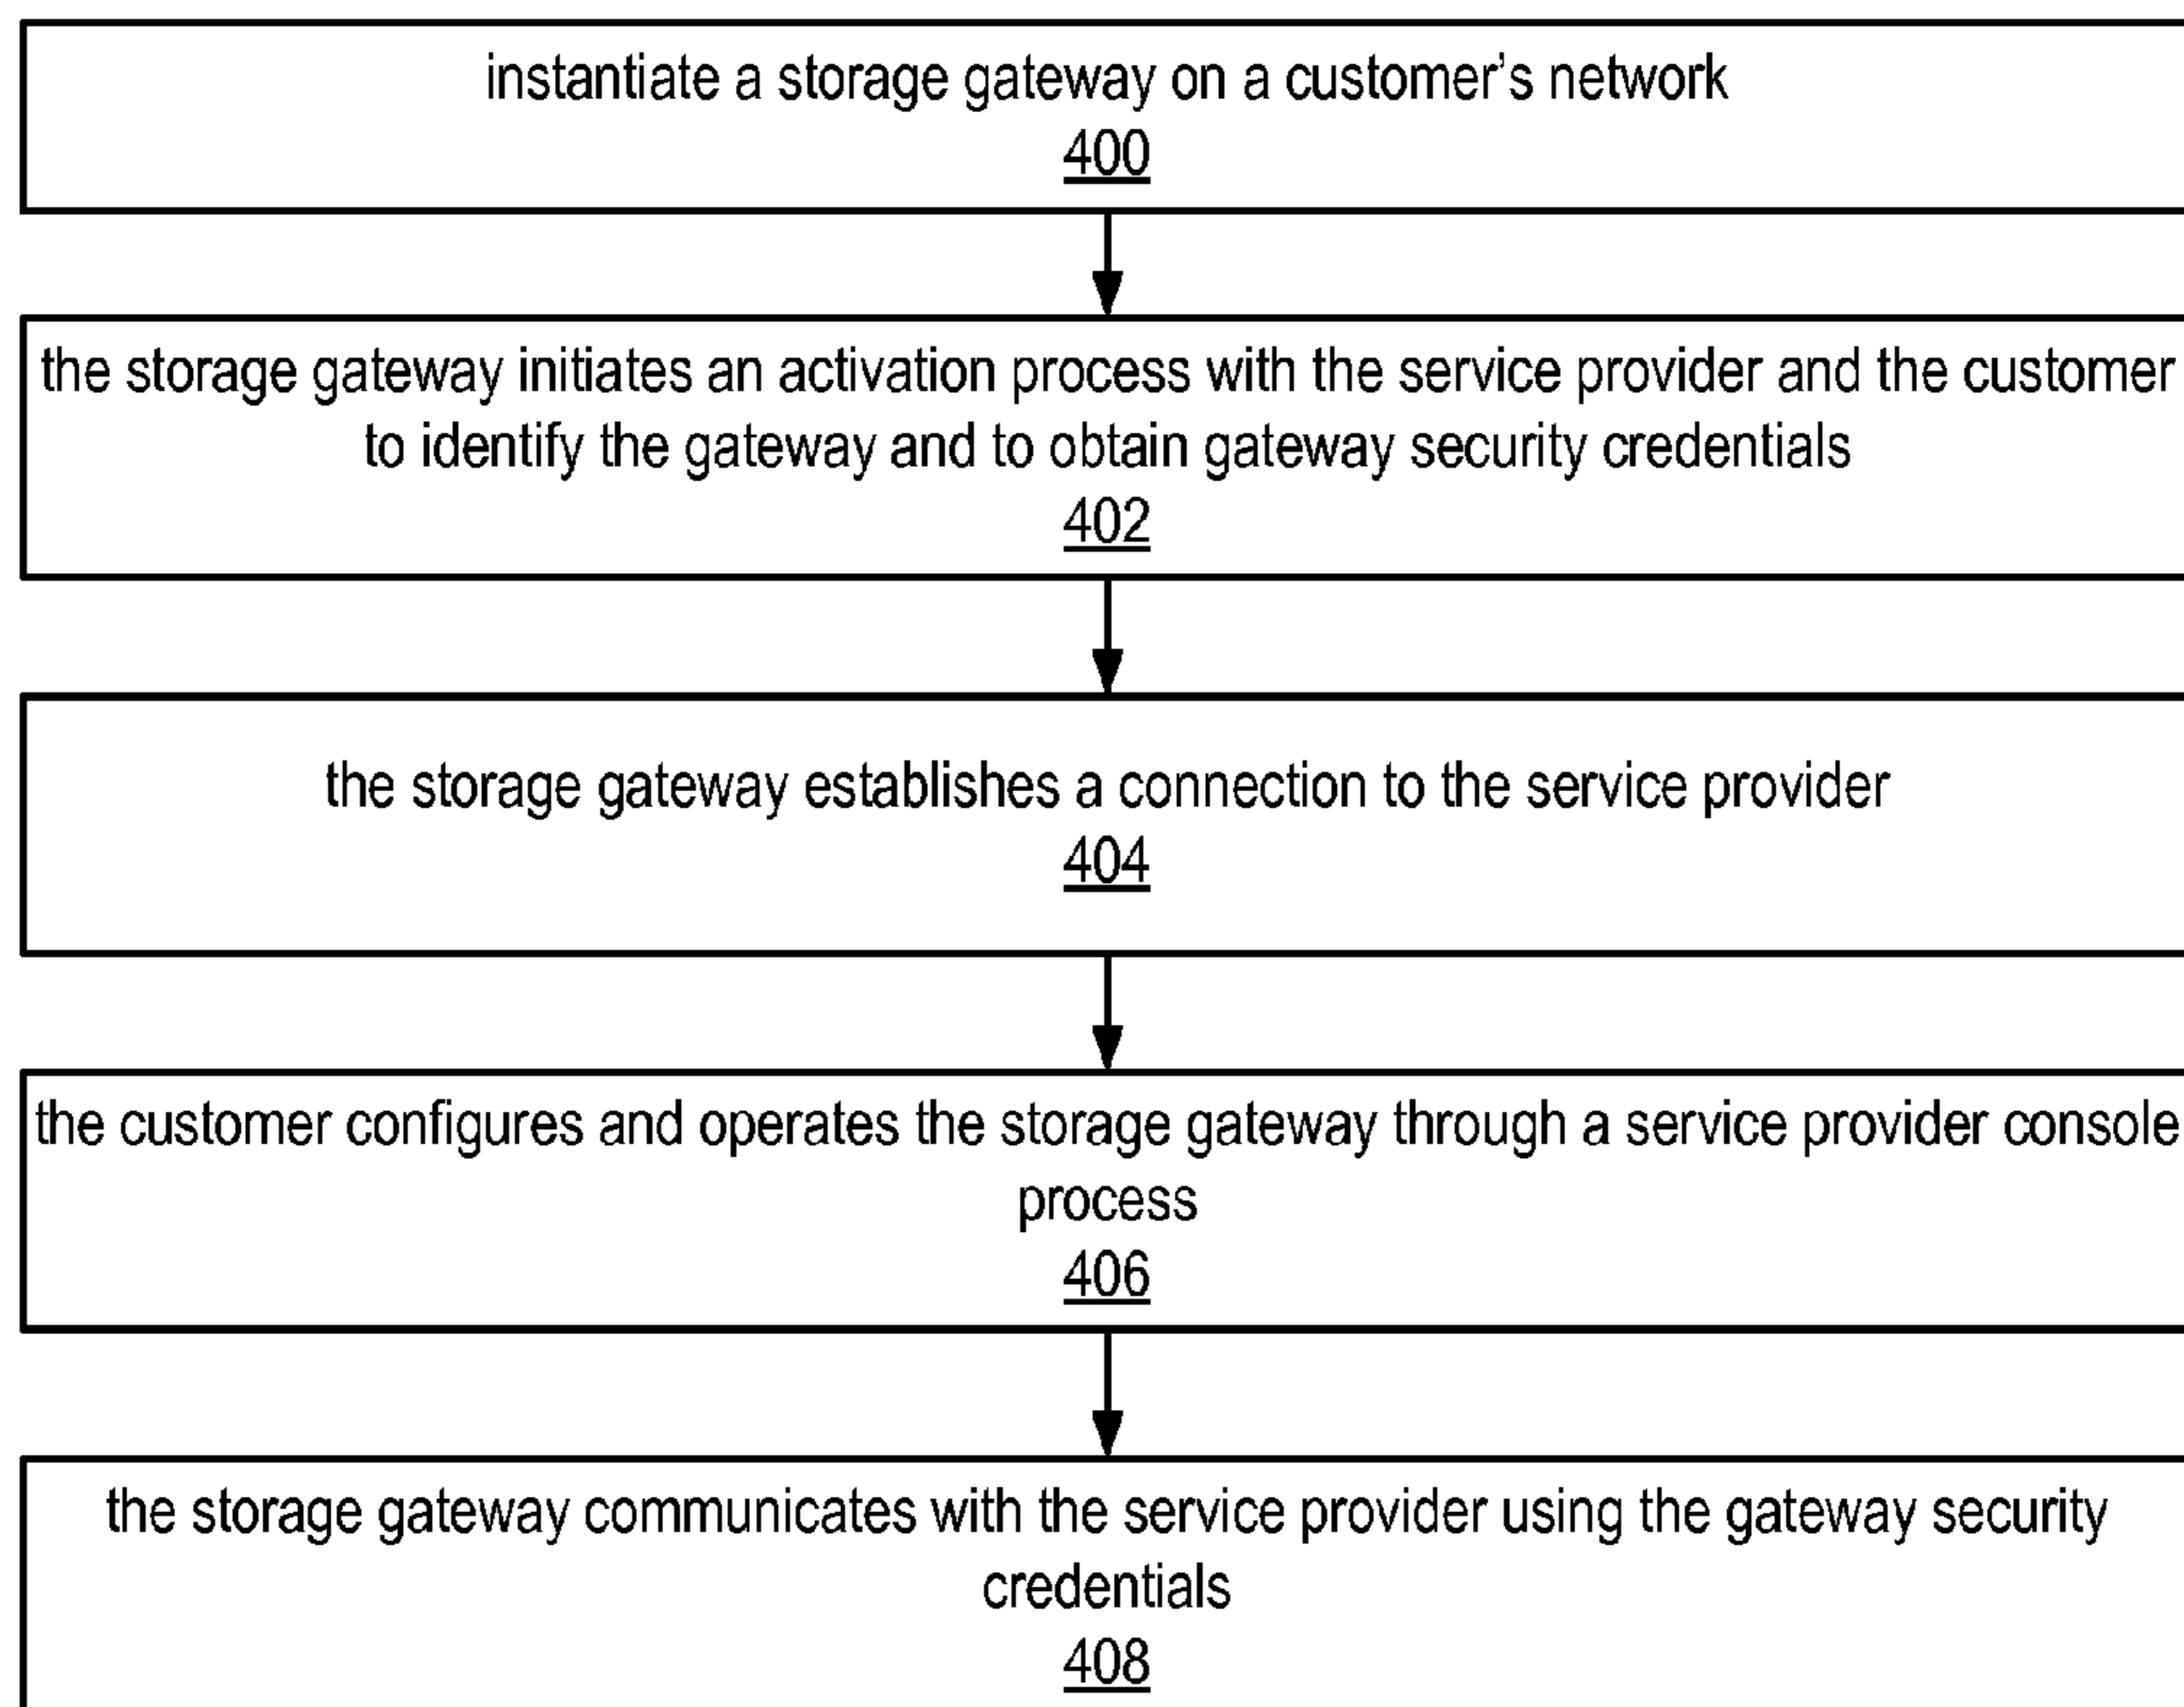 instantiate a storage gateway on a customer's network
400
the storage gateway initiates an activation process with the service provider and the customer
to identify the gateway and to obtain gateway security credentials
402
the storage gateway establishes a connection to the service provider
404
the customer configures and operates the storage gateway through a service provider console
process
406
the storage gateway communicates with the service provider using the gateway security
credentials
408